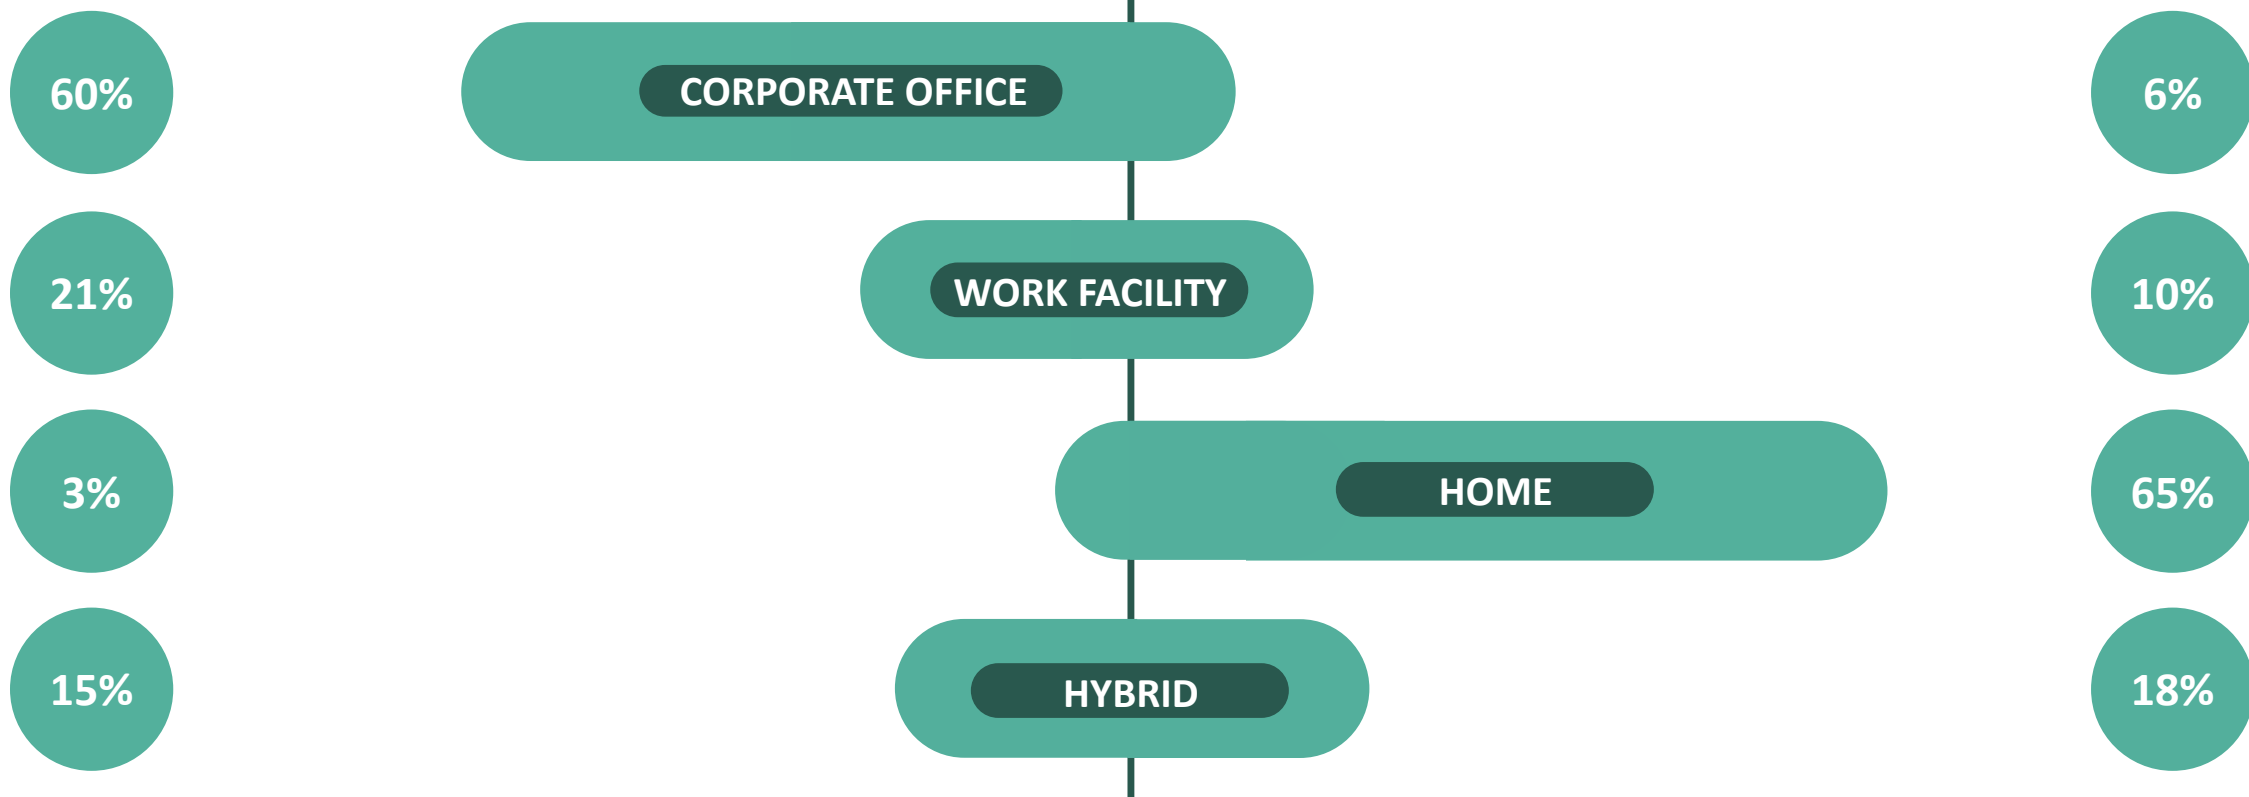 60% CORPORATE OFFICE 6%
21% WORK FACILITY 10%
3% HOME 65%
15% HYBRID 18%